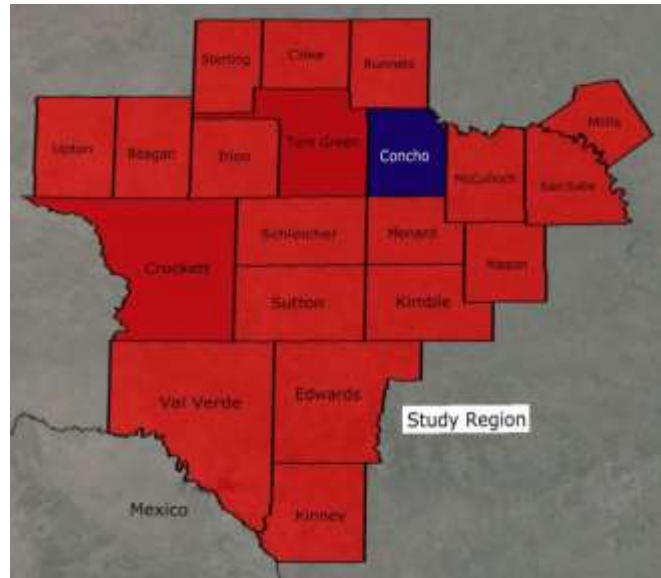 Sterling
Coke
Runnels
Mills
Upton
Reagan
Irion
Tom Green
Concho
McCulloch
San Saba
Schleicher
Menard
Mason
Crockett
Sutton
Kimble
Val Verde
Edwards
Study Region
Mexico
Kinney